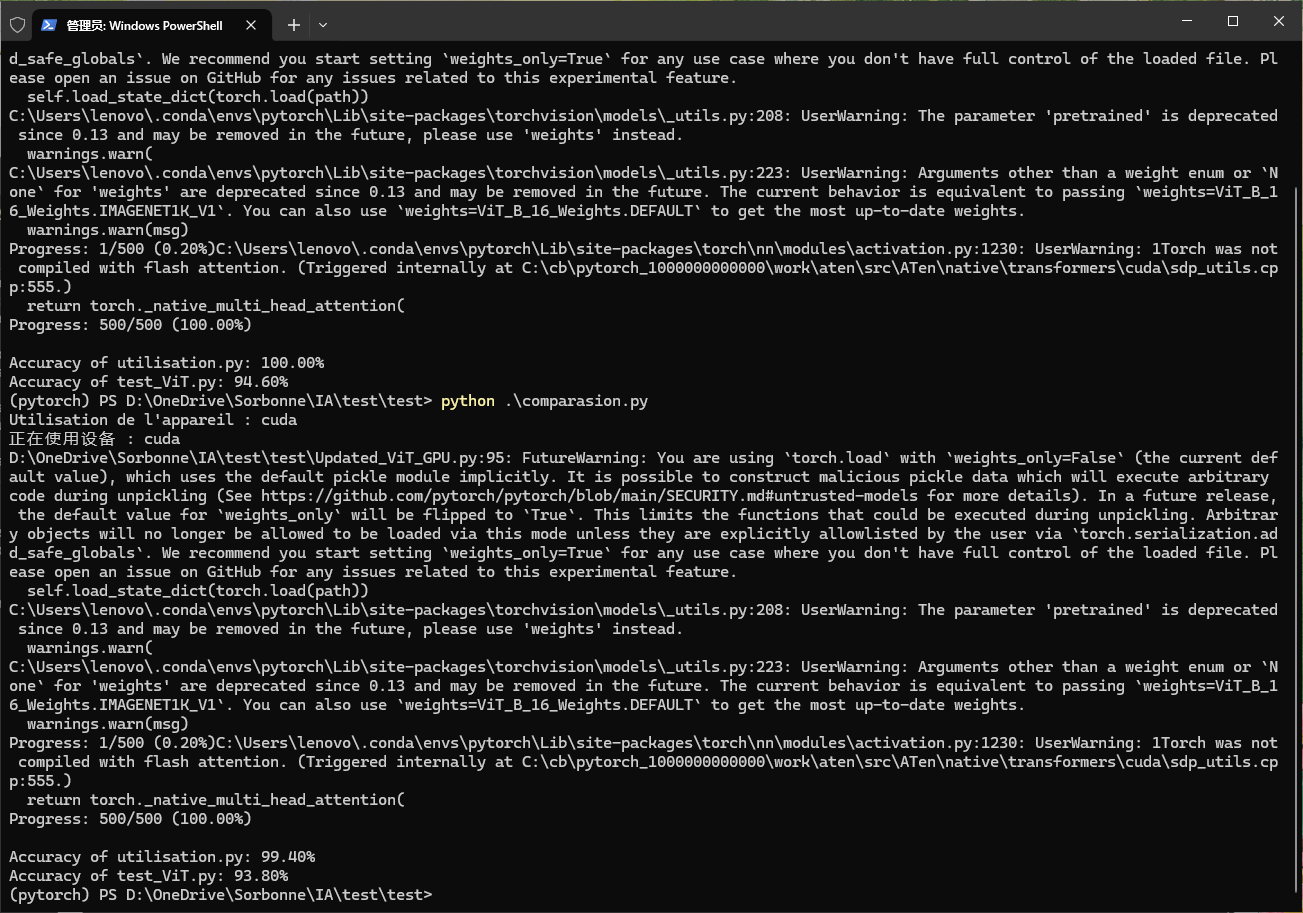 管理员: Windows PowerShell
d_safe_globals`. We recommend you start setting `weights_only=True` for any use case where you don't have full control of the loaded file. Pl
ease open an issue on GitHub for any issues related to this experimental feature.
  self.load_state_dict(torch.load(path))
C:\Users\lenovo\.conda\envs\pytorch\Lib\site-packages\torchvision\models\_utils.py:208: UserWarning: The parameter 'pretrained' is deprecated
 since 0.13 and may be removed in the future, please use 'weights' instead.
  warnings.warn(
C:\Users\lenovo\.conda\envs\pytorch\Lib\site-packages\torchvision\models\_utils.py:223: UserWarning: Arguments other than a weight enum or `N
one` for 'weights' are deprecated since 0.13 and may be removed in the future. The current behavior is equivalent to passing `weights=ViT_B_1
6_Weights.IMAGENET1K_V1`. You can also use `weights=ViT_B_16_Weights.DEFAULT` to get the most up-to-date weights.
  warnings.warn(msg)
Progress: 1/500 (0.20%)C:\Users\lenovo\.conda\envs\pytorch\Lib\site-packages\torch\nn\modules\activation.py:1230: UserWarning: 1Torch was not
 compiled with flash attention. (Triggered internally at C:\cb\pytorch_1000000000000\work\aten\src\ATen\native\transformers\cuda\sdp_utils.cp
p:555.)
  return torch._native_multi_head_attention(
Progress: 500/500 (100.00%)
Accuracy of utilisation.py: 100.00%
Accuracy of test_ViT.py: 94.60%
(pytorch) PS D:\OneDrive\Sorbonne\IA\test\test> python .\comparasion.py
Utilisation de l'appareil : cuda
正在使用设备 : cuda
D:\OneDrive\Sorbonne\IA\test\test\Updated_ViT_GPU.py:95: FutureWarning: You are using `torch.load` with `weights_only=False` (the current def
ault value), which uses the default pickle module implicitly. It is possible to construct malicious pickle data which will execute arbitrary
code during unpickling (See https://github.com/pytorch/pytorch/blob/main/SECURITY.md#untrusted-models for more details). In a future release,
 the default value for `weights_only` will be flipped to `True`. This limits the functions that could be executed during unpickling. Arbitrar
y objects will no longer be allowed to be loaded via this mode unless they are explicitly allowlisted by the user via `torch.serialization.ad
d_safe_globals`. We recommend you start setting `weights_only=True` for any use case where you don't have full control of the loaded file. Pl
ease open an issue on GitHub for any issues related to this experimental feature.
  self.load_state_dict(torch.load(path))
C:\Users\lenovo\.conda\envs\pytorch\Lib\site-packages\torchvision\models\_utils.py:208: UserWarning: The parameter 'pretrained' is deprecated
 since 0.13 and may be removed in the future, please use 'weights' instead.
  warnings.warn(
C:\Users\lenovo\.conda\envs\pytorch\Lib\site-packages\torchvision\models\_utils.py:223: UserWarning: Arguments other than a weight enum or `N
one` for 'weights' are deprecated since 0.13 and may be removed in the future. The current behavior is equivalent to passing `weights=ViT_B_1
6_Weights.IMAGENET1K_V1`. You can also use `weights=ViT_B_16_Weights.DEFAULT` to get the most up-to-date weights.
  warnings.warn(msg)
Progress: 1/500 (0.20%)C:\Users\lenovo\.conda\envs\pytorch\Lib\site-packages\torch\nn\modules\activation.py:1230: UserWarning: 1Torch was not
 compiled with flash attention. (Triggered internally at C:\cb\pytorch_1000000000000\work\aten\src\ATen\native\transformers\cuda\sdp_utils.cp
p:555.)
  return torch._native_multi_head_attention(
Progress: 500/500 (100.00%)
Accuracy of utilisation.py: 99.40%
Accuracy of test_ViT.py: 93.80%
(pytorch) PS D:\OneDrive\Sorbonne\IA\test\test>